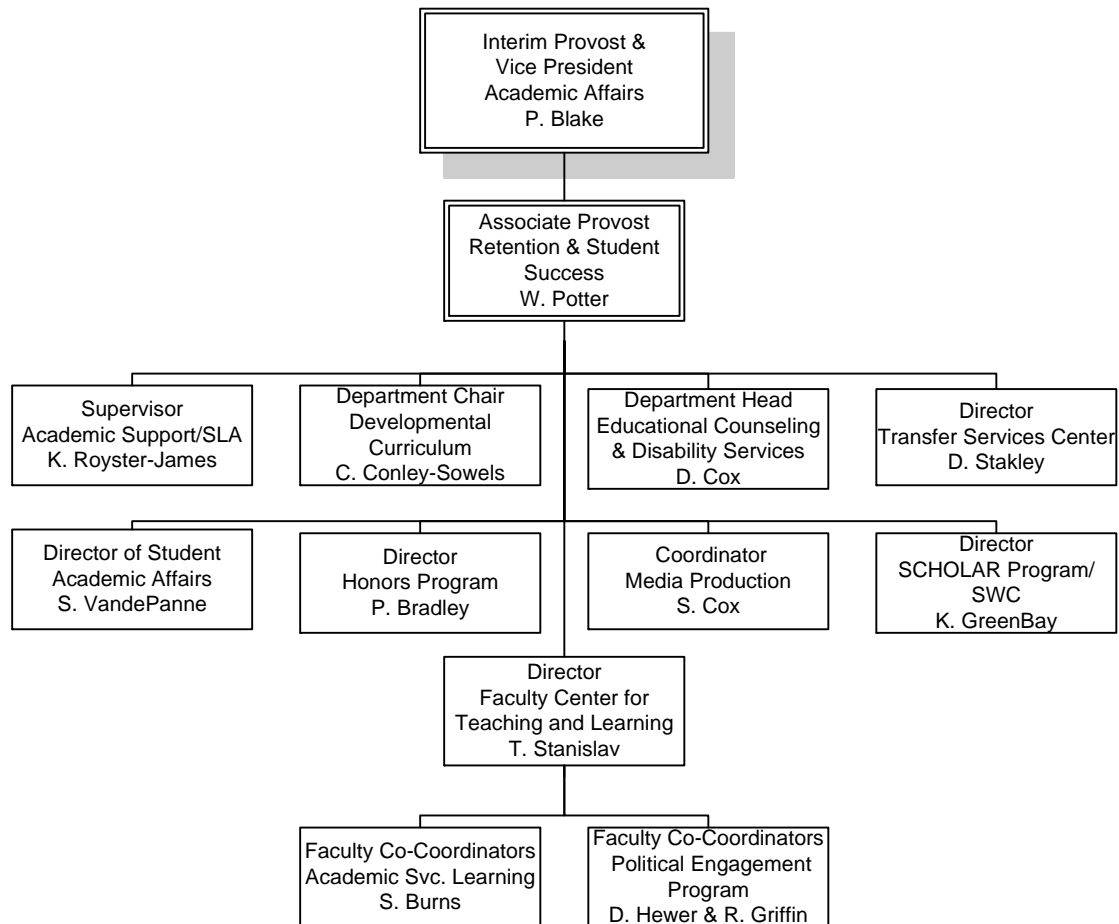 Interim Provost &
Vice President
Academic Affairs
P. Blake
Associate Provost
Retention & Student
Success
W. Potter
Supervisor
Academic Support/SLA
K. Royster-James
Department Chair
Developmental
Curriculum
C. Conley-Sowels
Department Head
Educational Counseling
& Disability Services
D. Cox
Director
Transfer Services Center
D. Stakley
Director of Student
Academic Affairs
S. VandePanne
Director
Honors Program
P. Bradley
Coordinator
Media Production
S. Cox
Director
SCHOLAR Program/
SWC
K. GreenBay
Director
Faculty Center for
Teaching and Learning
T. Stanislav
Faculty Co-Coordinators
Academic Svc. Learning
S. Burns
Faculty Co-Coordinators
Political Engagement
Program
D. Hewer & R. Griffin